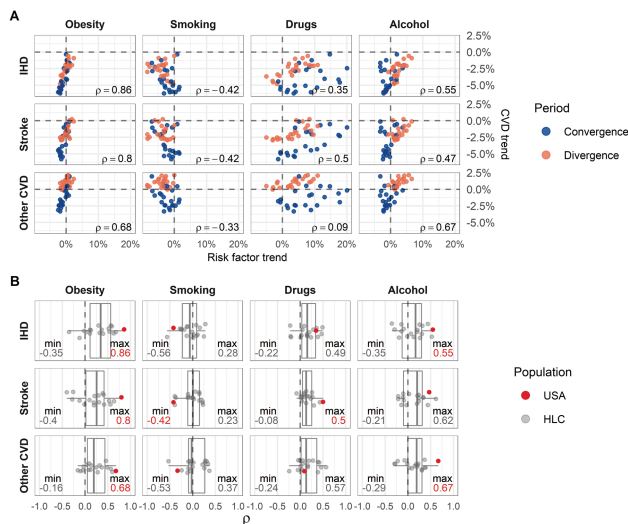 A
Obesity Smoking Drugs Alcohol
IHD
ρ = 0.86 ρ = −0.42 ρ = 0.35 ρ = 0.55
5.0%
2.5%
0.0%
-2.5%
-5.0%
Stroke
ρ = 0.8 ρ = −0.42 ρ = 0.5 ρ = 0.47
2.5%
0.0%
-2.5%
-5.0%
Other CVD
ρ = 0.68 ρ = −0.33 ρ = 0.09 ρ = 0.67
2.5%
0.0%
-2.5%
-5.0%
CVD Trend
0% 10% 20% 0% 10% 20% 0% 10% 20% 0% 10% 20%
Risk factor trend
Period
Convergence
Divergence
B
Obesity Smoking Drugs Alcohol
IHD
min max min max min max min max
-0.35 0.86 -0.56 0.28 -0.22 0.49 -0.35 0.55
Stroke
min max min max min max min max
-0.4 0.8 -0.42 0.23 -0.08 0.5 -0.21 0.62
Other CVD
min max min max min max min max
-0.16 0.68 -0.53 0.37 -0.24 0.57 -0.29 0.67
-1.0 -0.5 0.0 0.5 1.0 -1.0 -0.5 0.0 0.5 1.0 -1.0 -0.5 0.0 0.5 1.0 -1.0 -0.5 0.0 0.5 1.0
ρ
Population
USA
HLC